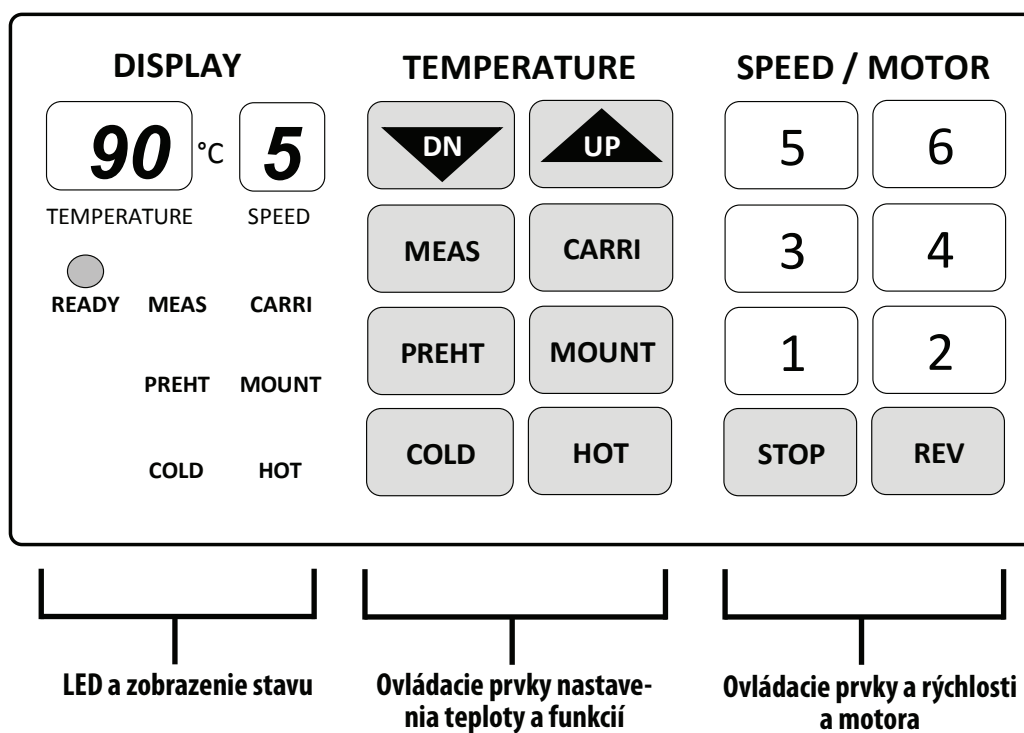 DISPLAY
90 °C 5
TEMPERATURE SPEED
READY MEAS CARRI
PREHT MOUNT
COLD HOT
TEMPERATURE
DN UP
MEAS CARRI
PREHT MOUNT
COLD HOT
SPEED / MOTOR
5 6
3 4
1 2
STOP REV
LED a zobrazenie stavu
Ovládacie prvky nastave-
nia teploty a funkcií
Ovládacie prvky a rýchlosti
a motora